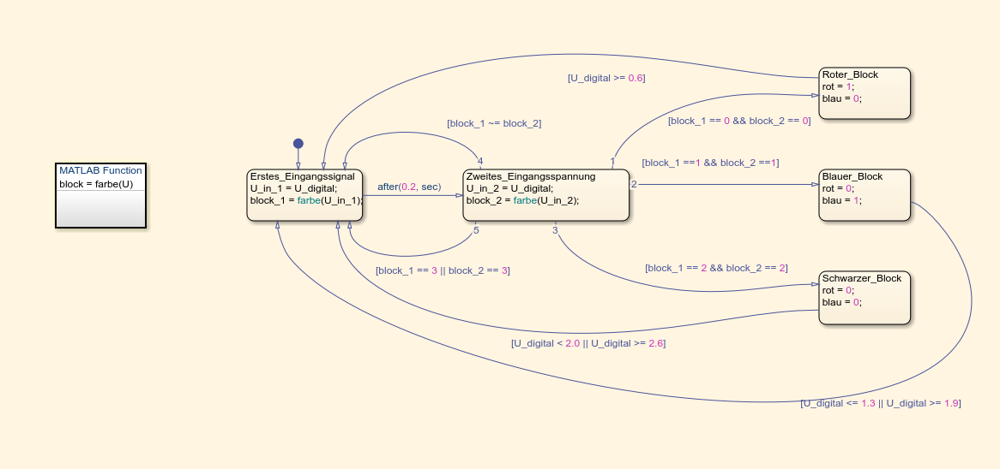 MATLAB Function
block = farbe(U)
Erstes_Eingangssignal
U_in_1 = U_digital;
block_1 = farbe(U_in_1);
after(0.2, sec)
Zweites_Eingangsspannung
U_in_2 = U_digital;
block_2 = farbe(U_in_2);
[U_digital >= 0.6]
[block_1 ~= block_2]
4
1
[block_1 == 0 && block_2 == 0]
2
[block_1 ==1 && block_2 ==1]
5
3
[block_1 == 3 || block_2 == 3]
[block_1 == 2 && block_2 == 2]
Roter_Block
rot = 1;
blau = 0;
Blauer_Block
rot = 0;
blau = 1;
Schwarzer_Block
rot = 0;
blau = 0;
[U_digital < 2.0 || U_digital >= 2.6]
[U_digital <= 1.3 || U_digital >= 1.9]